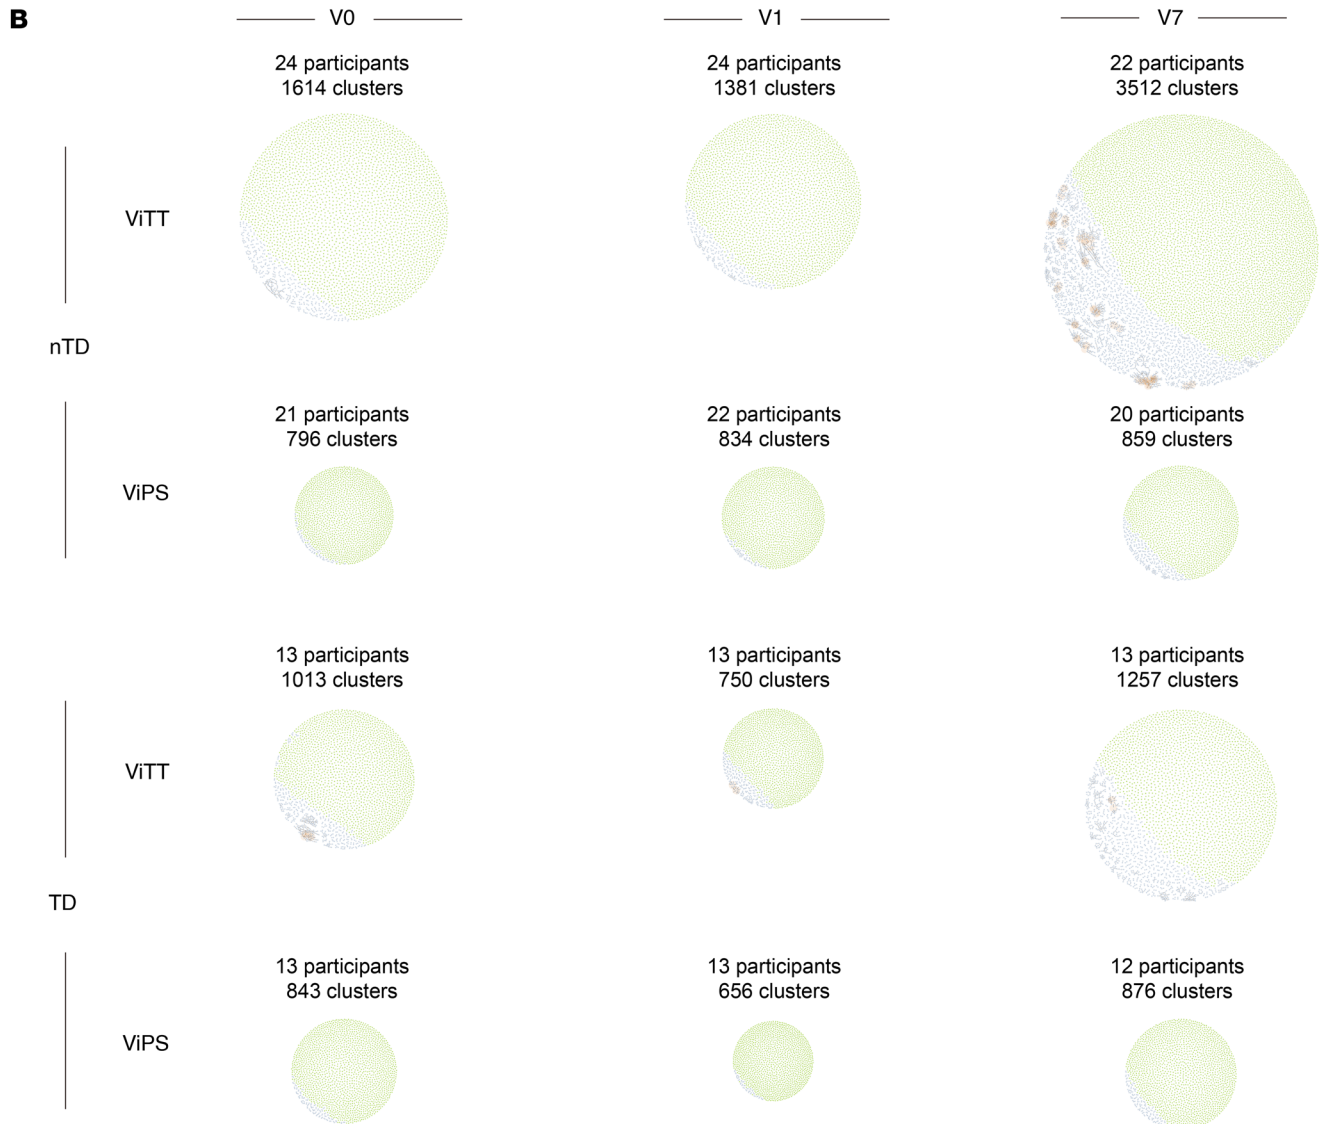 B
V0
V1
V7
24 participants
1614 clusters
24 participants
1381 clusters
22 participants
3512 clusters
ViTT
nTD
21 participants
796 clusters
22 participants
834 clusters
20 participants
859 clusters
ViPS
13 participants
1013 clusters
13 participants
750 clusters
13 participants
1257 clusters
ViTT
TD
13 participants
843 clusters
13 participants
656 clusters
12 participants
876 clusters
ViPS